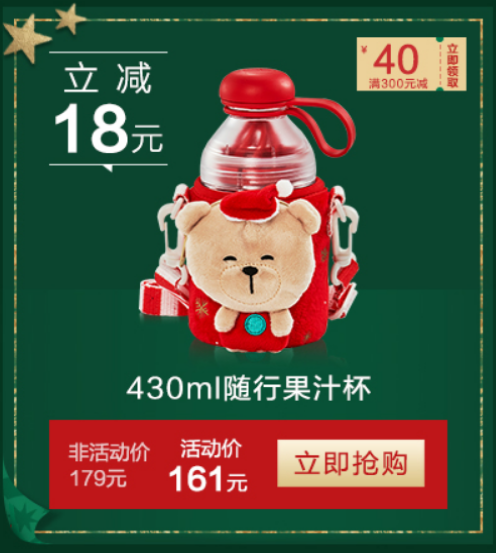 立减
18元
¥40
满300元减
立即领取
430ml随行果汁杯
非活动价
179元
活动价
161元
立即抢购